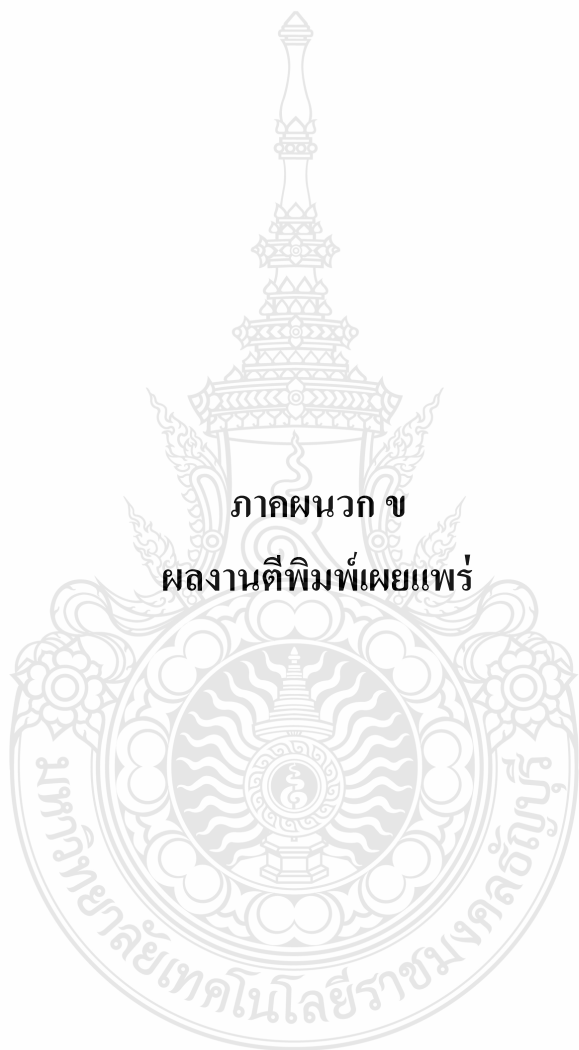 ภาคผนวก ข
ผลงานตีพิมพ์เผยแพร่
มหาวิทยาลัยเทคโนโลยีราชมงคลธัญบุรี